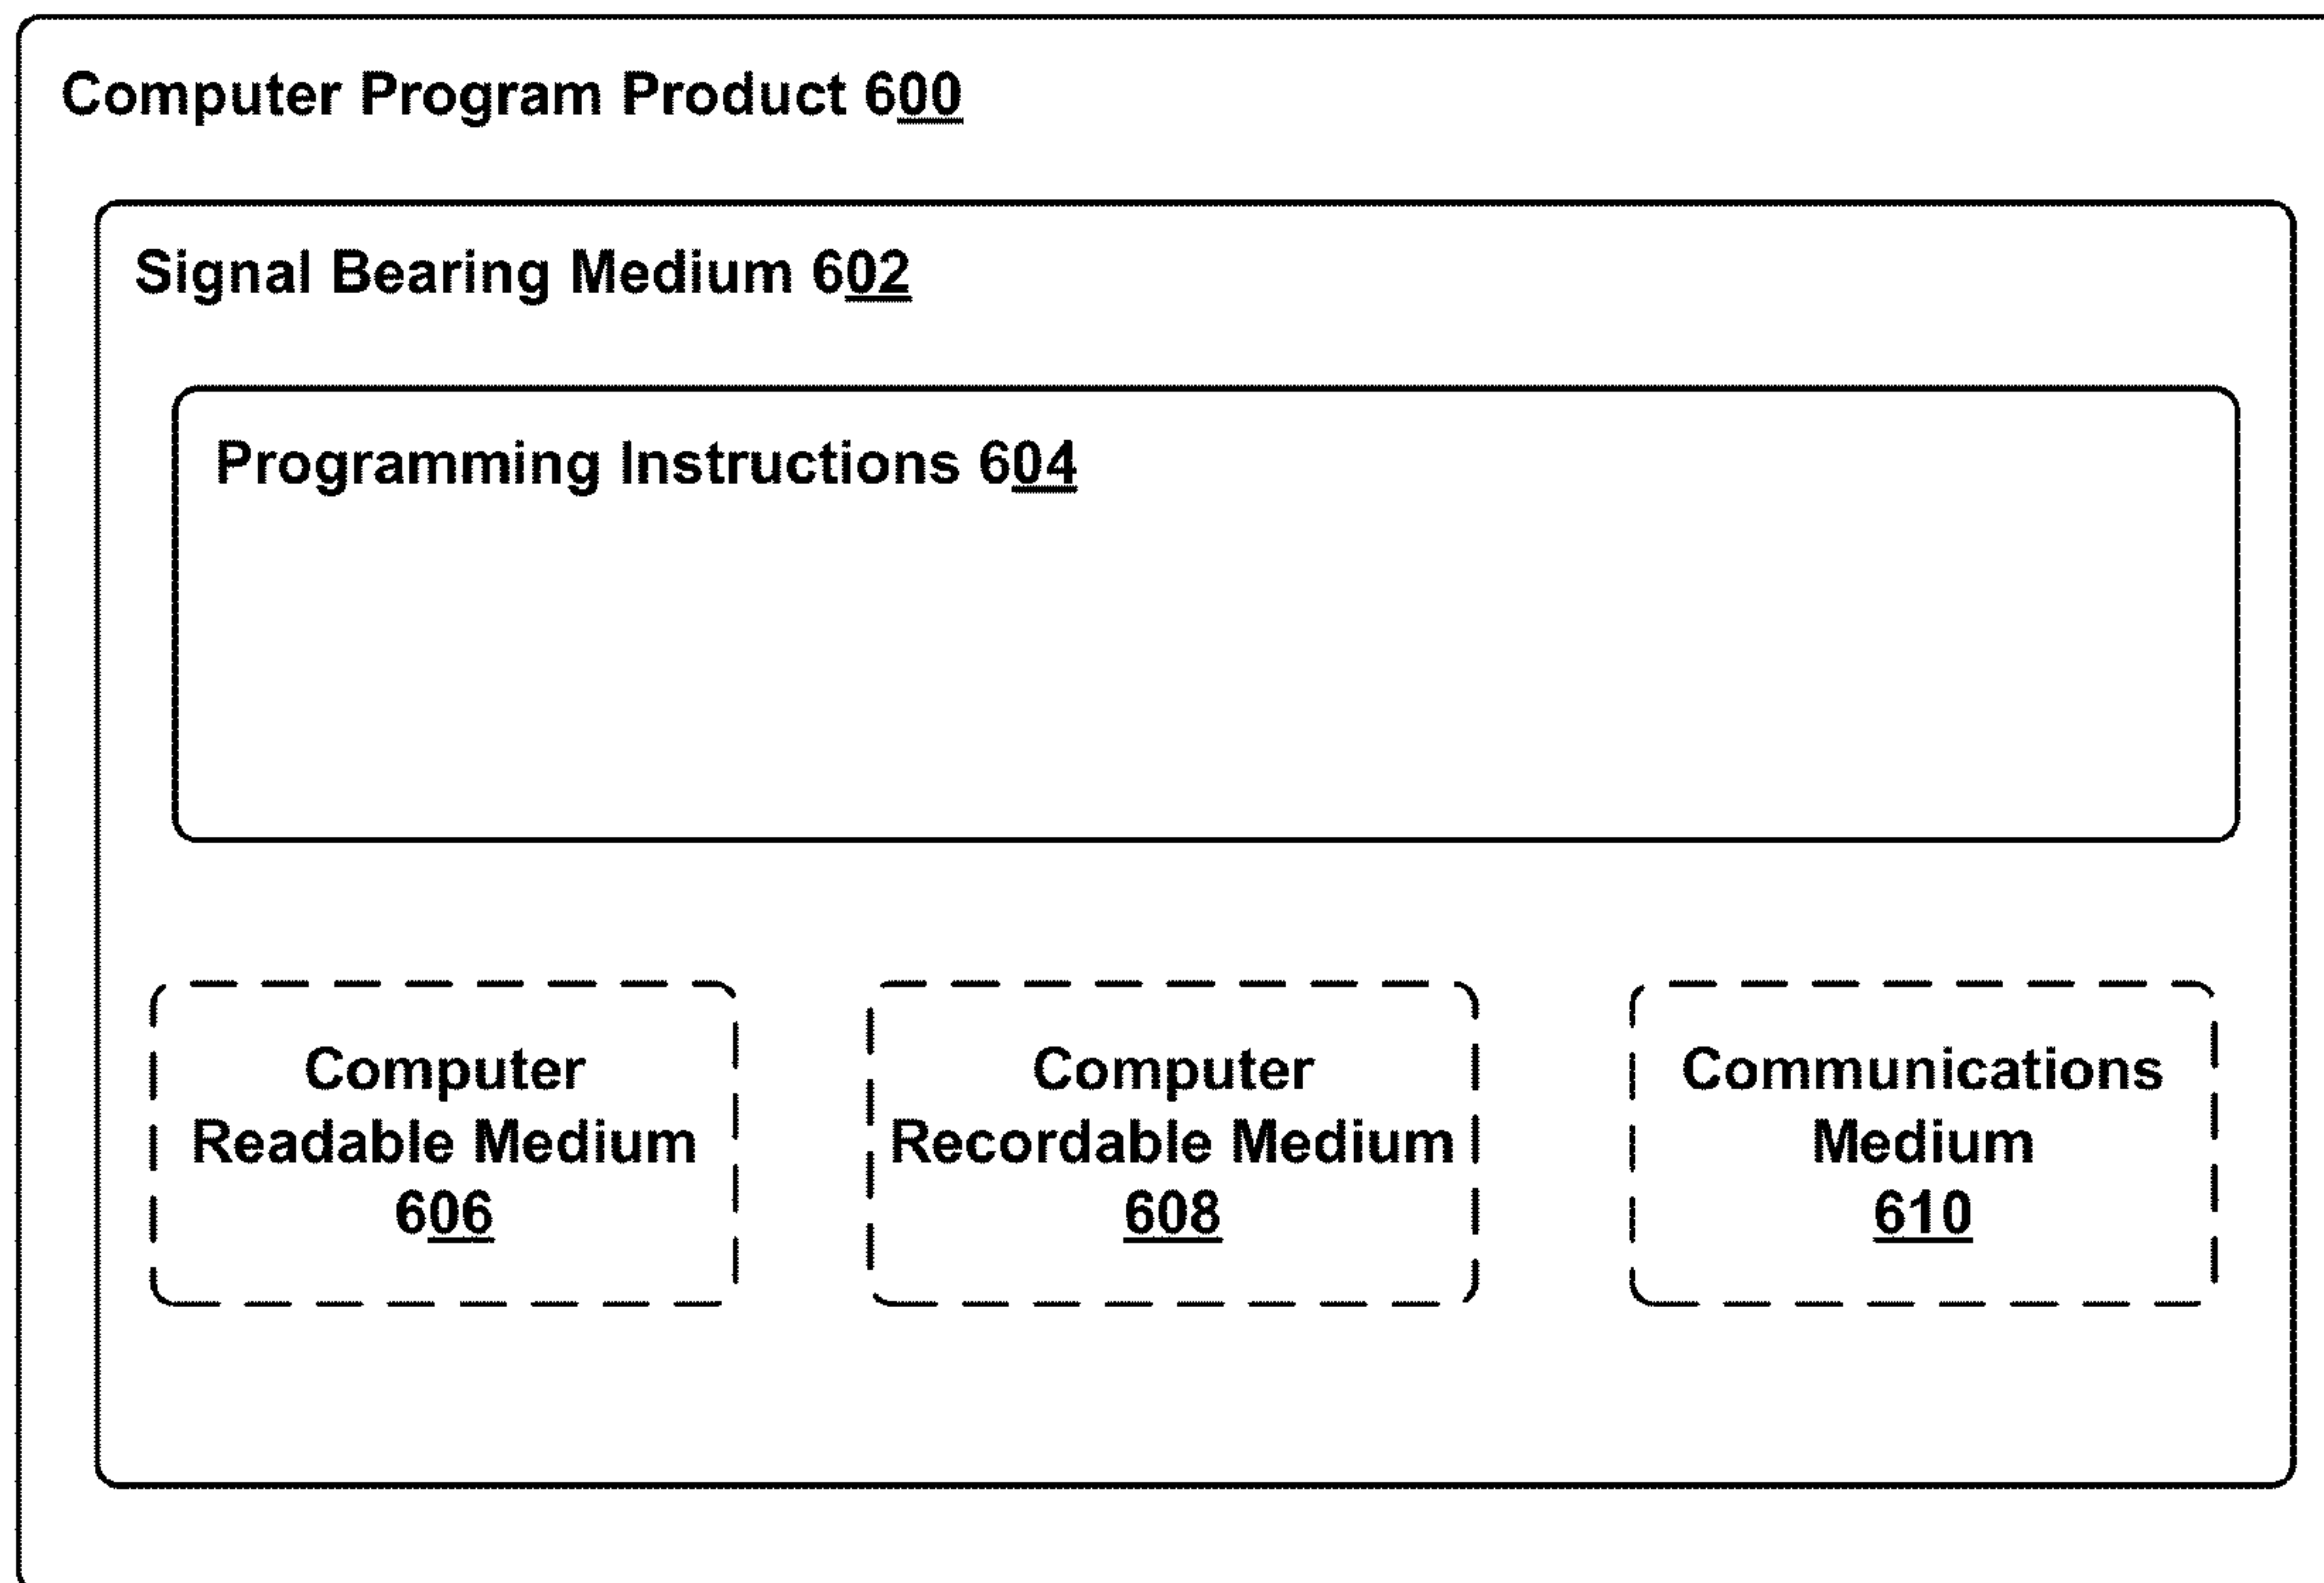 Computer Program Product 600
Signal Bearing Medium 602
Programming Instructions 604
Computer
Readable Medium
606
Computer
Recordable Medium
608
Communications
Medium
610